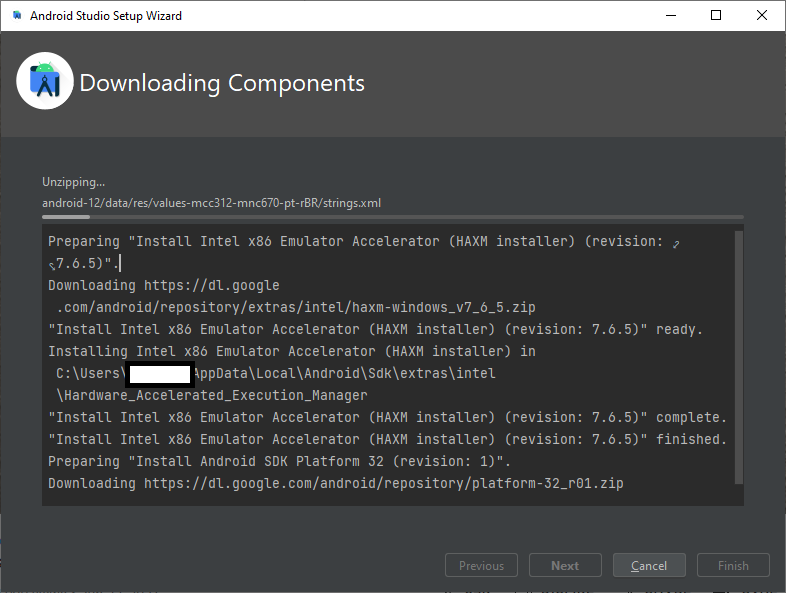 Android Studio Setup Wizard
Downloading Components
Unzipping...
android-12/data/res/values-mcc312-mnc670-pt-rBR/strings.xml
Preparing "Install Intel x86 Emulator Accelerator (HAXM installer) (revision:
7.6.5)".
Downloading https://dl.google
.com/android/repository/extras/intel/haxm-windows_v7_6_5.zip
"Install Intel x86 Emulator Accelerator (HAXM installer) (revision: 7.6.5)" ready.
Installing Intel x86 Emulator Accelerator (HAXM installer) in
C:\Users\ AppData\Local\Android\Sdk\extras\intel
\Hardware_Accelerated_Execution_Manager
"Install Intel x86 Emulator Accelerator (HAXM installer) (revision: 7.6.5)" complete.
"Install Intel x86 Emulator Accelerator (HAXM installer) (revision: 7.6.5)" finished.
Preparing "Install Android SDK Platform 32 (revision: 1)".
Downloading https://dl.google.com/android/repository/platform-32_r01.zip
Previous Next Cancel Finish